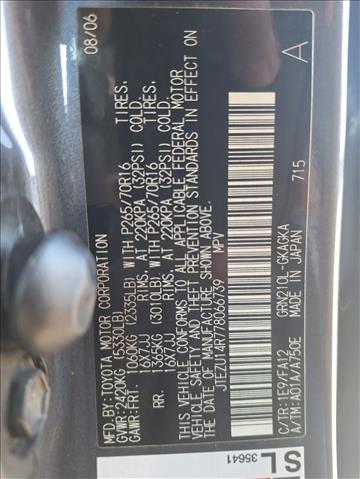 MFD.BY:TOYOTA MOTOR CORPORATION 08/06
GVWR:2420KG (5330LB)
GAWR:FRT. 1060KG (2335LB) WITH P265/70R16 TIRES,
16X7JJ RIMS, AT 220KPA (32PSI) COLD.
RR. 1365KG (3010LB) WITH P265/70R16 TIRES,
16X7JJ RIMS, AT 220KPA (32PSI) COLD.
THIS VEHICLE CONFORMS TO ALL APPLICABLE FEDERAL MOTOR
VEHICLE SAFETY AND THEFT PREVENTION STANDARDS IN EFFECT ON
THE DATE OF MANUFACTURE SHOWN ABOVE.
JTEZU14R778066739 MPV
A
C/TR:1E9/FA12 GRN210L-GKAGKA 715
A/TM:A01A/A750E MADE IN JAPAN
SL
35641